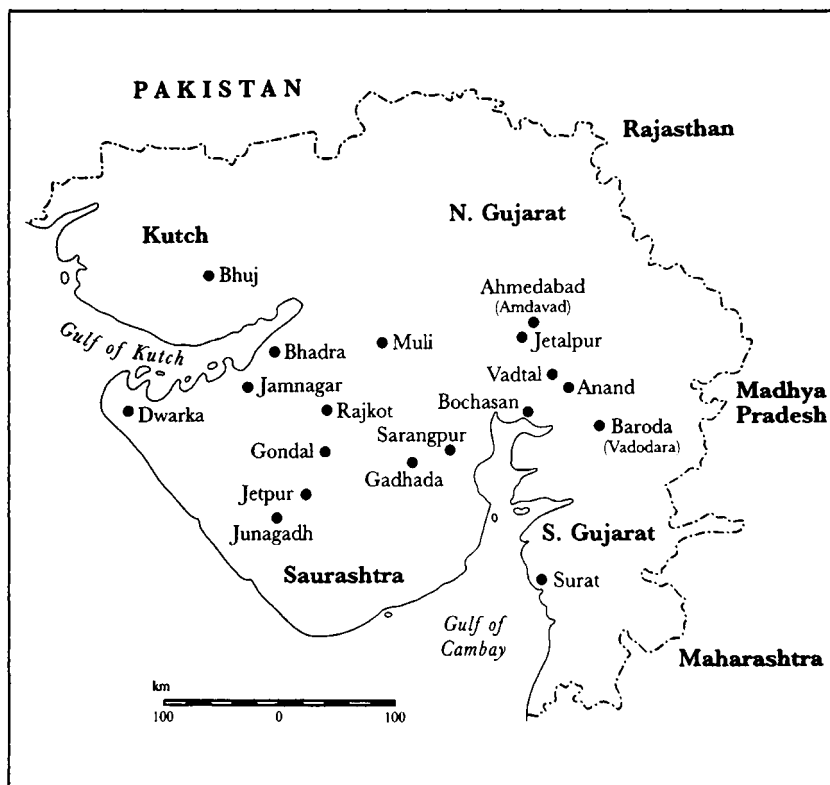 PAKISTAN
Rajasthan
N. Gujarat
Kutch
Bhuj
Ahmedabad
(Amdavad)
Jetalpur
Gulf of Kutch
Bhadra
Muli
Vadtal
Anand
Jamnagar
Madhya
Pradesh
Dwarka
Rajkot
Bochasan
Baroda
(Vadodara)
Sarangpur
Gondal
Gadhada
Jetpur
Junagadh
S. Gujarat
Saurashtra
Surat
Gulf of
Cambay
Maharashtra
km
100 0 100